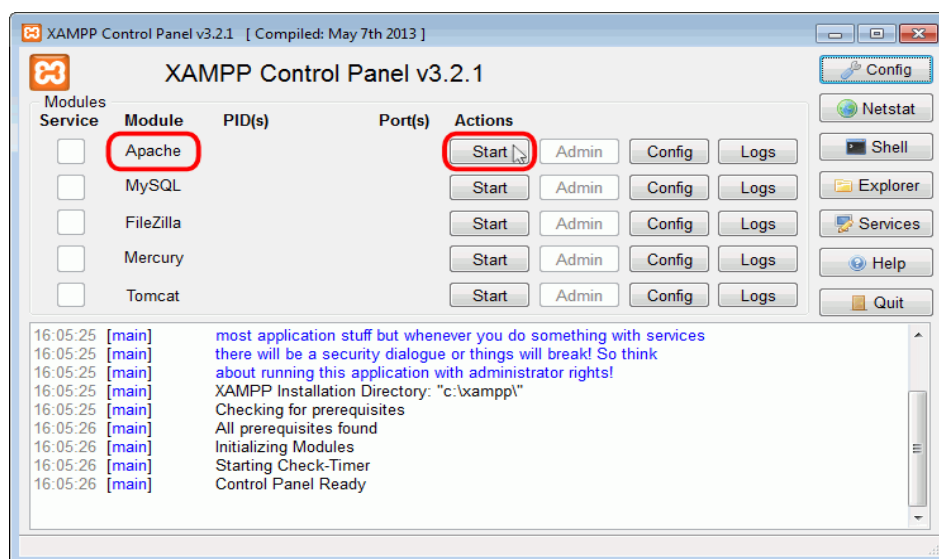 XAMPP Control Panel v3.2.1 [ Compiled: May 7th 2013 ]
XAMPP Control Panel v3.2.1
Config
Modules
Service Module PID(s) Port(s) Actions
Netstat
Apache Start Admin Config Logs
Shell
MySQL Start Admin Config Logs
Explorer
FileZilla Start Admin Config Logs
Services
Mercury Start Admin Config Logs
Help
Tomcat Start Admin Config Logs
Quit
16:05:25 [main] most application stuff but whenever you do something with services
16:05:25 [main] there will be a security dialogue or things will break! So think
16:05:25 [main] about running this application with administrator rights!
16:05:25 [main] XAMPP Installation Directory: "c:\xampp\"
16:05:25 [main] Checking for prerequisites
16:05:26 [main] All prerequisites found
16:05:26 [main] Initializing Modules
16:05:26 [main] Starting Check-Timer
16:05:26 [main] Control Panel Ready